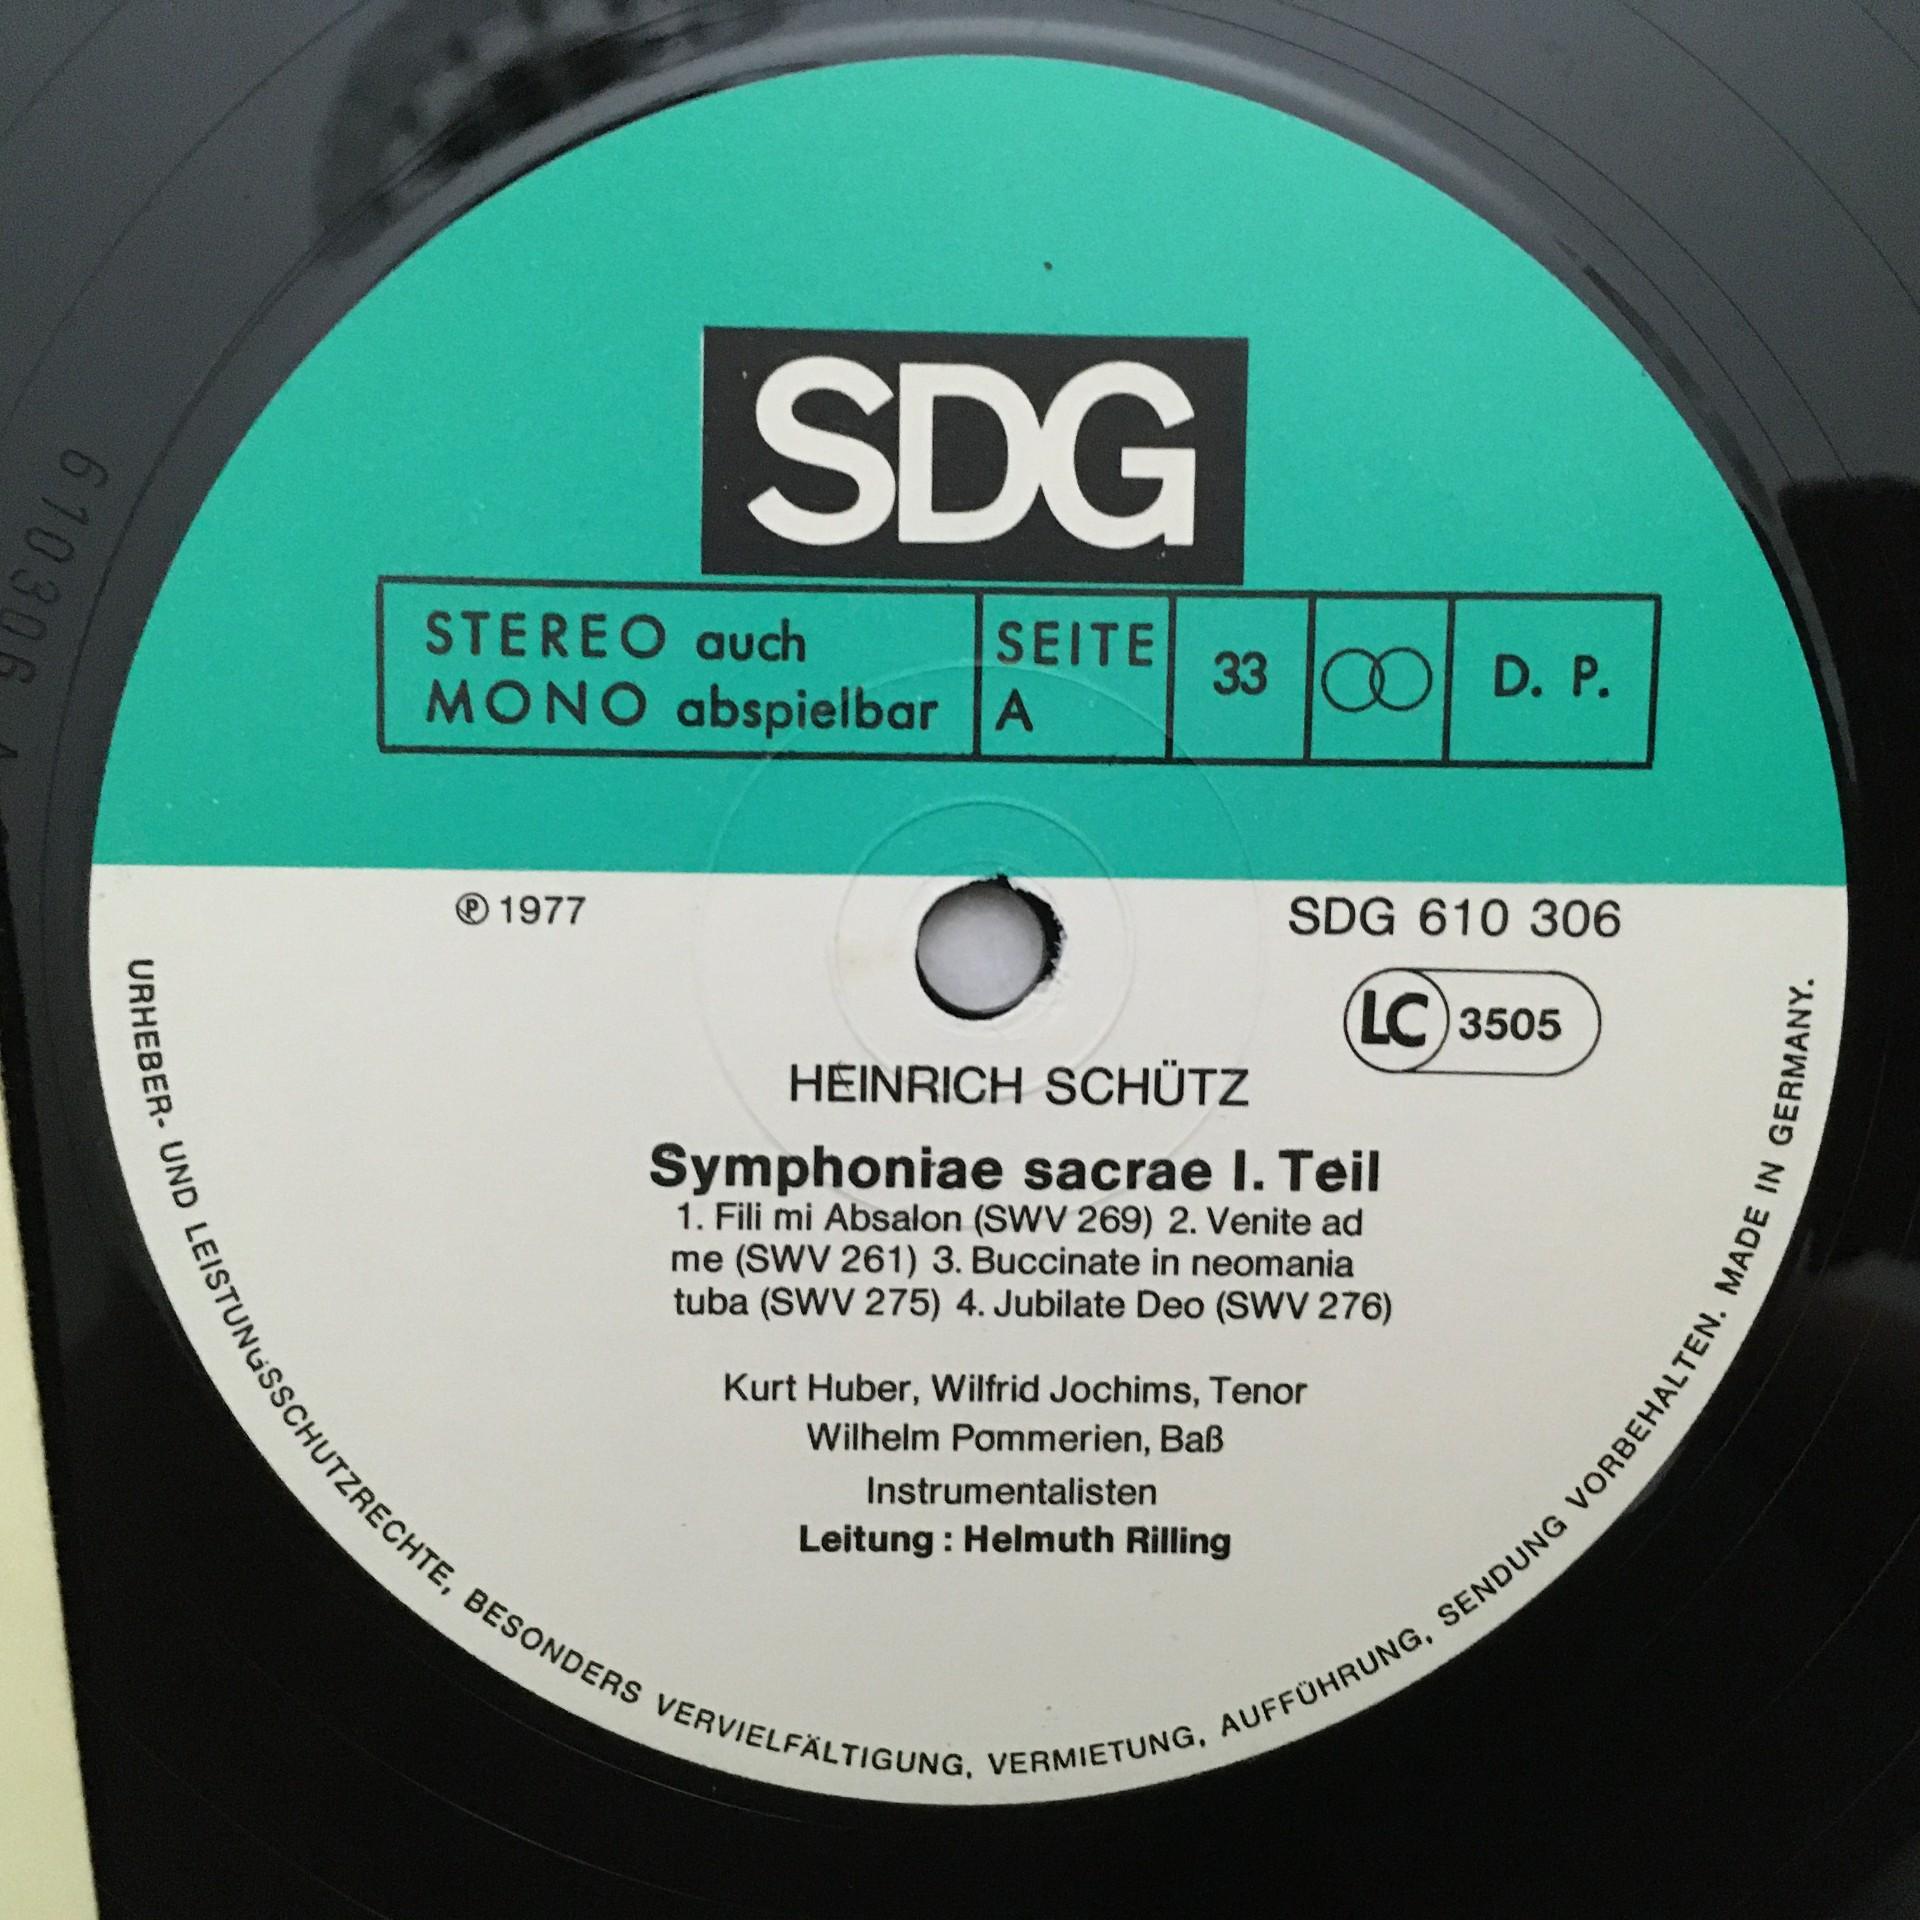 SDG
STEREO auch
MONO abspielbar
SEITE
A
33
D. P.
℗ 1977
SDG 610 306
LC 3505
HEINRICH SCHÜTZ
Symphoniae sacrae I. Teil
1. Fili mi Absalon (SWV 269) 2. Venite ad
me (SWV 261) 3. Buccinate in neomania
tuba (SWV 275) 4. Jubilate Deo (SWV 276)
Kurt Huber, Wilfrid Jochims, Tenor
Wilhelm Pommerien, Baß
Instrumentalisten
Leitung : Helmuth Rilling
URHEBER- UND LEISTUNGSSCHUTZRECHTE, BESONDERS VERVIELFÄLTIGUNG, VERMIETUNG, AUFFÜHRUNG, SENDUNG VORBEHALTEN. MADE IN GERMANY.
610306 A